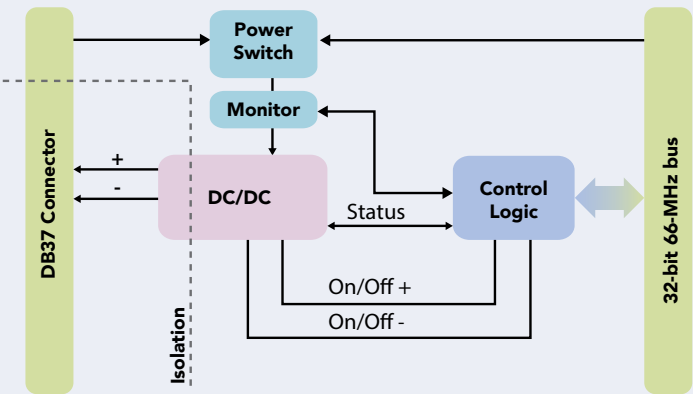 Power
Switch
Monitor
DB37 Connector
+
-
DC/DC
Status
Control
Logic
32-bit 66-MHz bus
On/Off +
On/Off -
Isolation